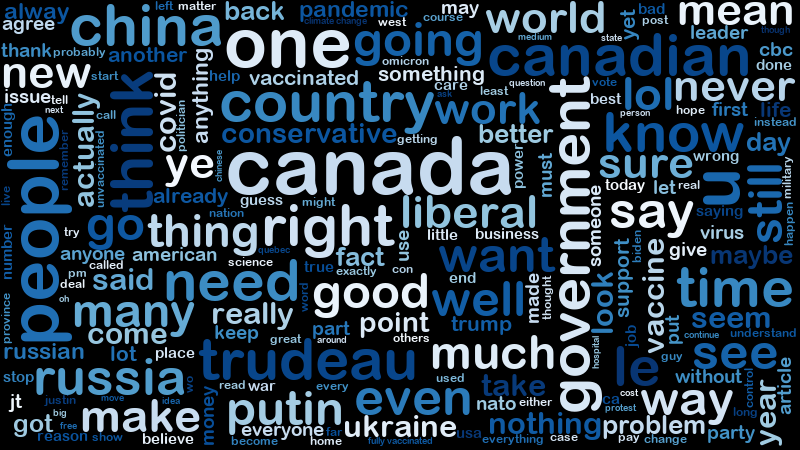 alway
agree
thank
probably
left
matter
china
another
back
pandemic
climate change
west
may
course
world
yet
bad
post
mean
though
leader
cbc
done
one
going
medium
state
omicron
canadian
new
start
issue
tell
next
enough
call
think
covid
politician
anything
help
vaccinated
something
care
least
question
ask
vote
best
person
lol
never
hope
first
life
instead
country
work
conservative
getting
better
know
day
people
remember
actually
unvaccinated
ye
chinese
canada
power
must
government
sure
wrong
today
let
real
u
still
military
happen
live
already
guess
might
nation
go
thing
right
liberal
little
business
use
say
saying
virus
someone
number
try
anyone
american
quebec
science
fact
want
support
biden
give
maybe
called
pm
deal
oh
said
need
true
exactly
con
end
made
thought
look
vaccine
time
province
many
really
word
good
well
come
keep
part
point
trump
great
around
others
job
put
seem
continue
understand
russian
lot
place
trudeau
much
hospital
guy
see
stop
russia
wo
read
war
every
used
take
le
without
control
article
jt
justin
move
idea
money
putin
even
nato
either
ca
cost
protest
way
long
year
big
free
got
make
everyone
far
ukraine
usa
nothing
problem
party
reason
show
believe
become
home
fully vaccinated
everything
case
pay
change